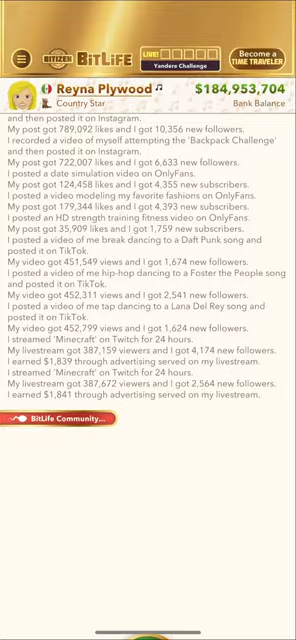 LIVE!
BITIZEN BitLife
Yandere Challenge
Become a
TIME TRAVELER
Reyna Plywood $184,953,704
Country Star Bank Balance
and then posted it on Instagram.
My post got 789,092 likes and I got 10,356 new followers.
I recorded a video of myself attempting the 'Backpack Challenge'
and then posted it on Instagram.
My post got 722,007 likes and I got 6,633 new followers.
I posted a date simulation video on OnlyFans.
My post got 124,458 likes and I got 4,355 new subscribers.
I posted a video modeling my favorite fashions on OnlyFans.
My post got 179,344 likes and I got 4,393 new subscribers.
I posted an HD strength training fitness video on OnlyFans.
My post got 35,909 likes and I got 1,759 new subscribers.
I posted a video of me break dancing to a Daft Punk song and
posted it on TikTok.
My video got 451,549 views and I got 1,674 new followers.
I posted a video of me hip-hop dancing to a Foster the People song
and posted it on TikTok.
My video got 452,311 views and I got 2,541 new followers.
I posted a video of me tap dancing to a Lana Del Rey song and
posted it on TikTok.
My video got 452,799 views and I got 1,624 new followers.
I streamed 'Minecraft' on Twitch for 24 hours.
My livestream got 387,159 viewers and I got 4,174 new followers.
I earned $1,839 through advertising served on my livestream.
I streamed 'Minecraft' on Twitch for 24 hours.
My livestream got 387,672 viewers and I got 2,564 new followers.
I earned $1,841 through advertising served on my livestream.
BitLife Community...